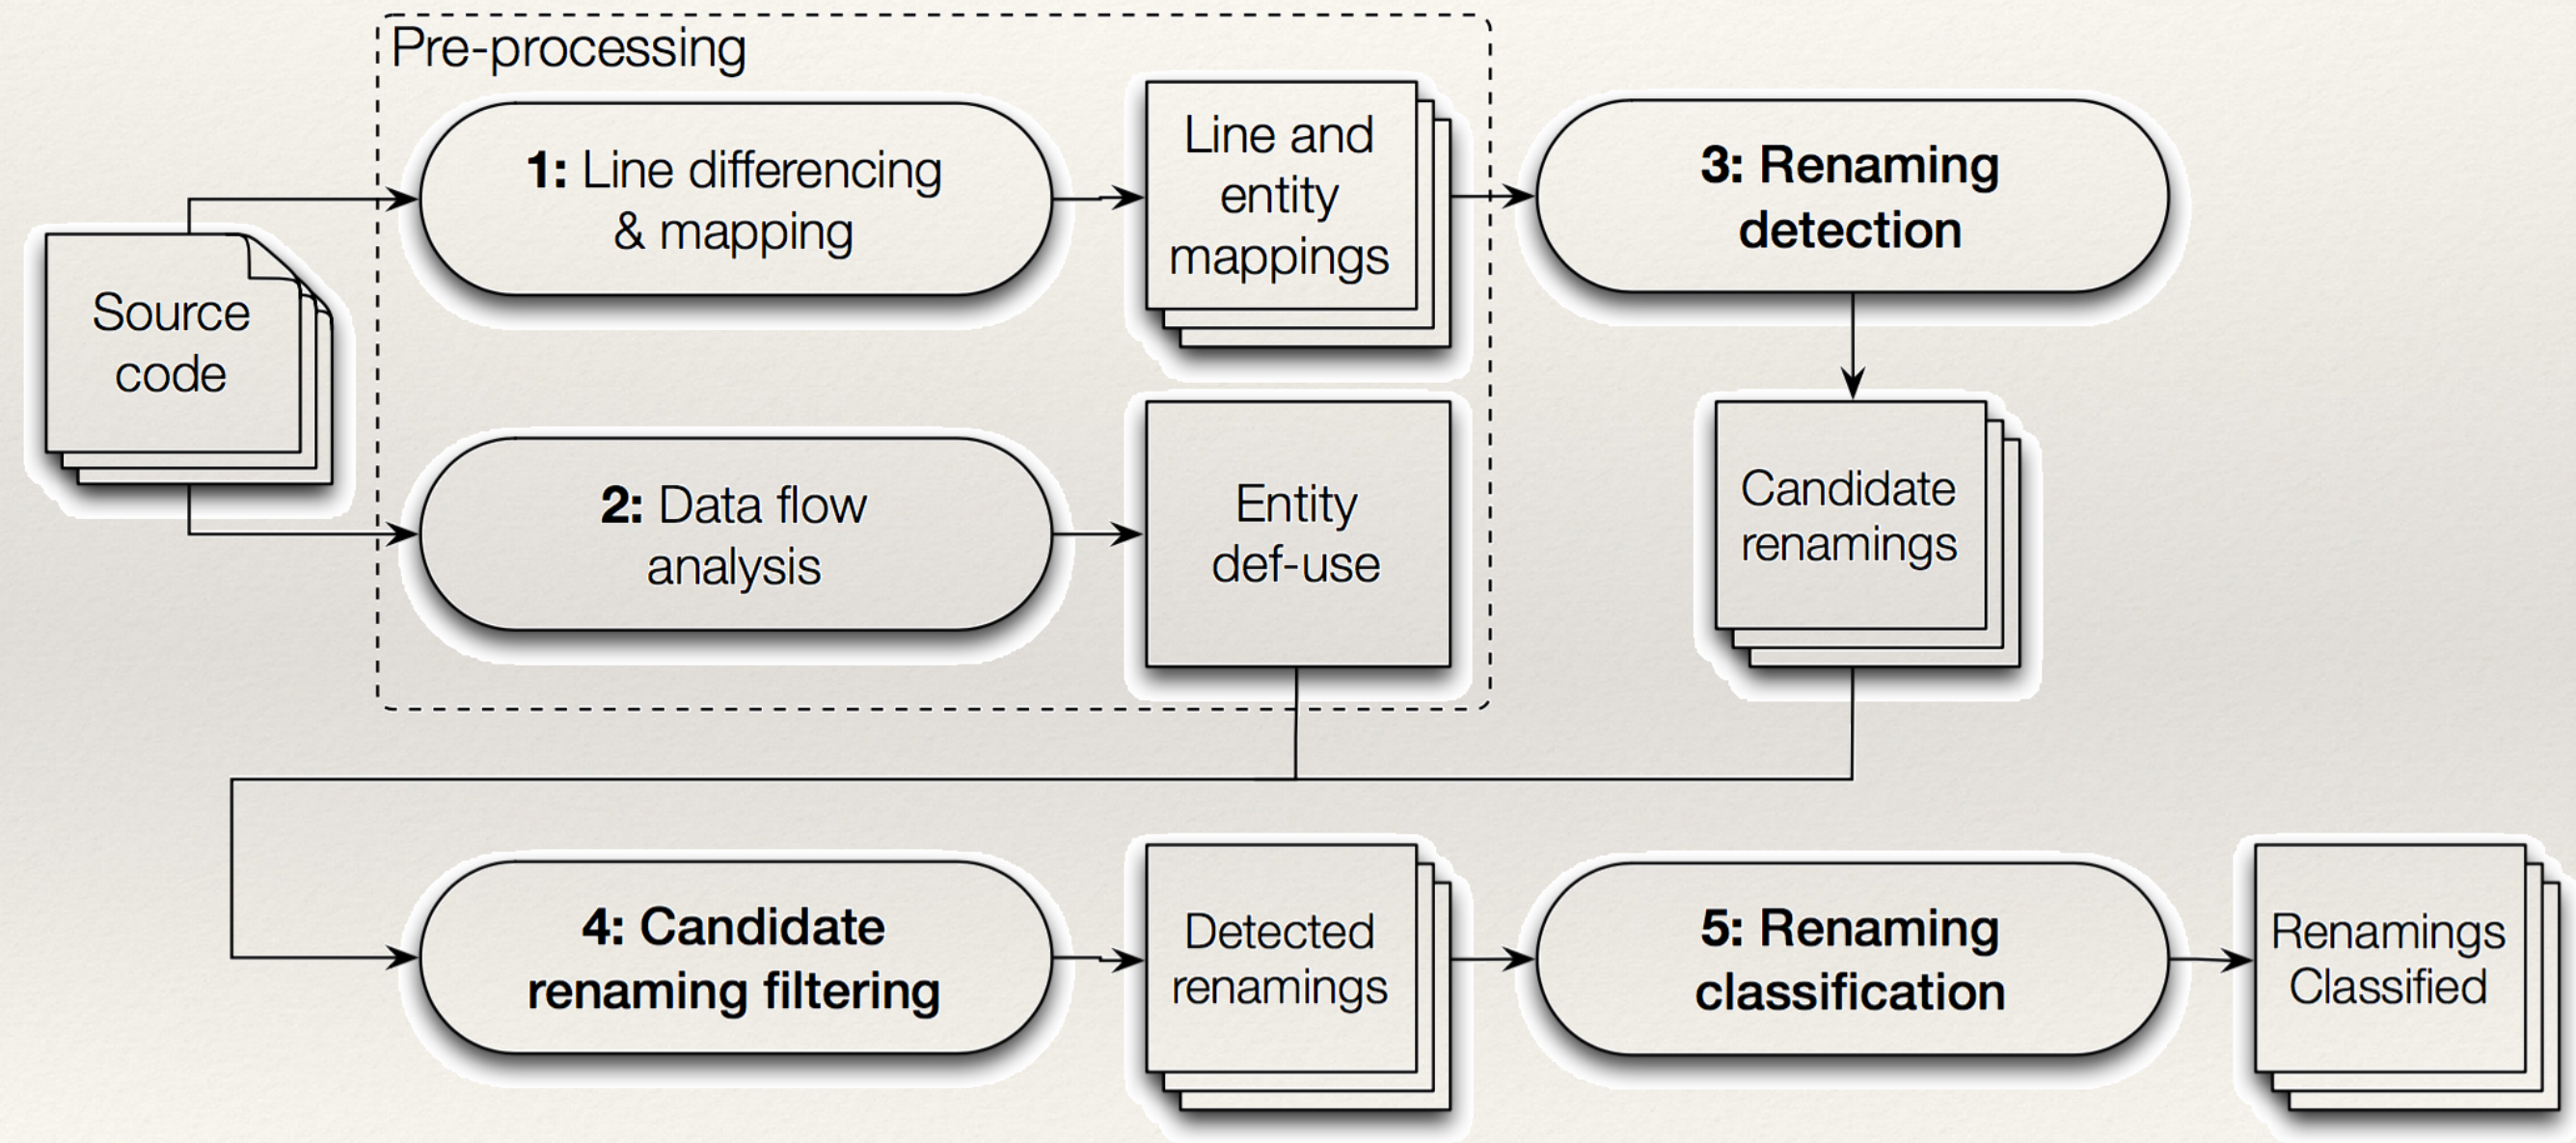 Pre-processing
Source
code
1: Line differencing
& mapping
Line and
entity
mappings
2: Data flow
analysis
Entity
def-use
3: Renaming
detection
Candidate
renamings
4: Candidate
renaming filtering
Detected
renamings
5: Renaming
classification
Renamings
Classified